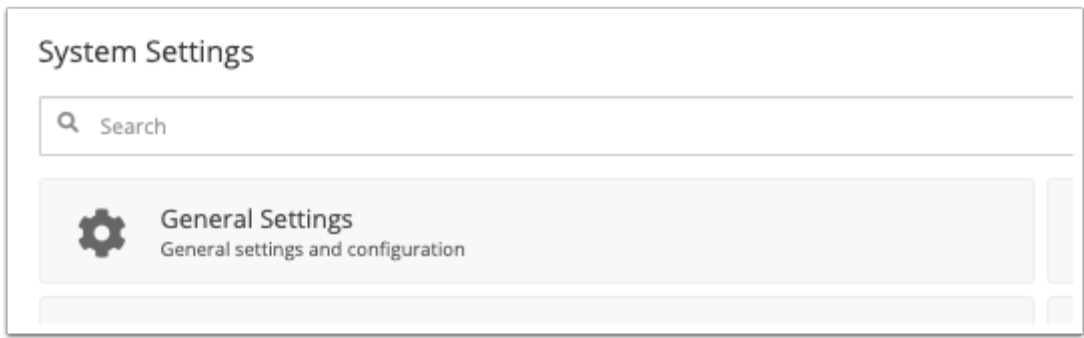 System Settings
Search
General Settings
General settings and configuration